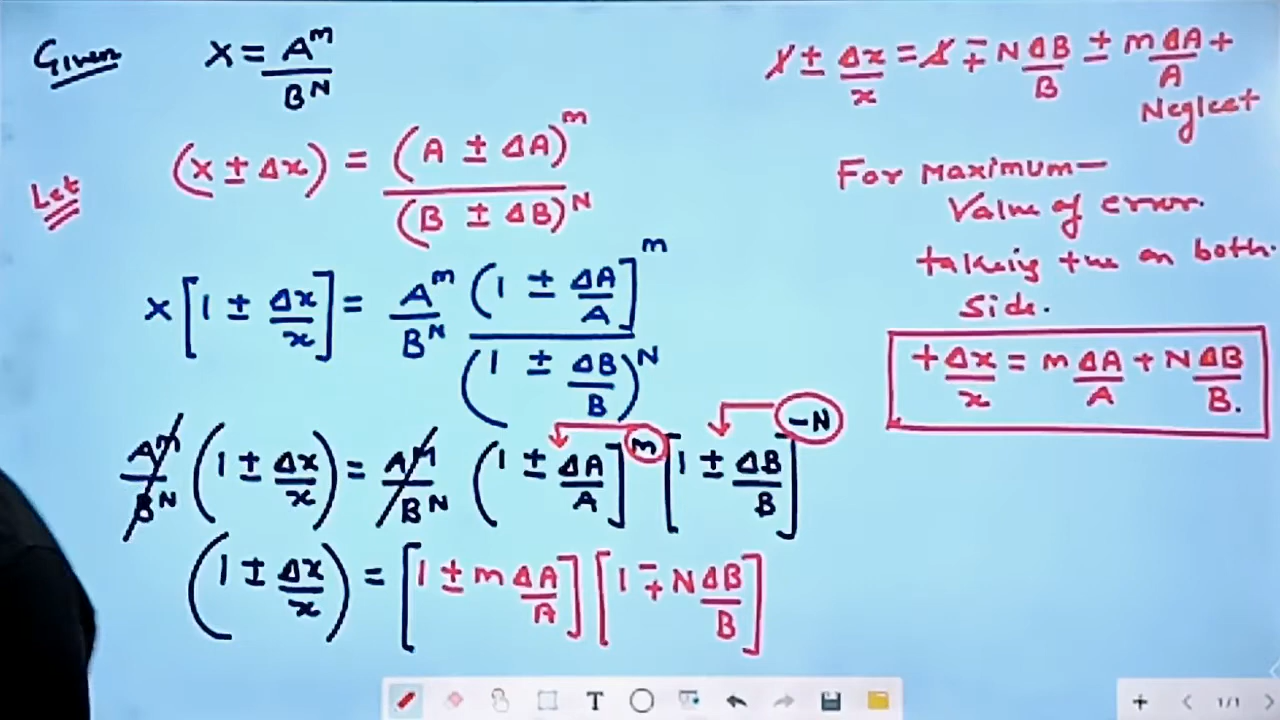 Given X = A^m / B^N
Let (x ± Δx) = (A ± ΔA)^m / (B ± ΔB)^N
x [1 ± Δx/x] = A^m/B^N (1 ± ΔA/A]^m / (1 ± ΔB/B)^N
A^m/B^N (1 ± Δx/x) = A^M/B^N (1 ± ΔA/A]^m [1 ± ΔB/B]^-N
(1 ± Δx/x) = [1 ± m ΔA/A] [1 ∓ N ΔB/B]
1 ± Δx/x = 1 ∓ N ΔB/B ± m ΔA/A +
Neglect
For Maximum—
Value of error.
taking +ve on both.
Side.
+Δx/x = m ΔA/A + N ΔB/B.
T
1/1